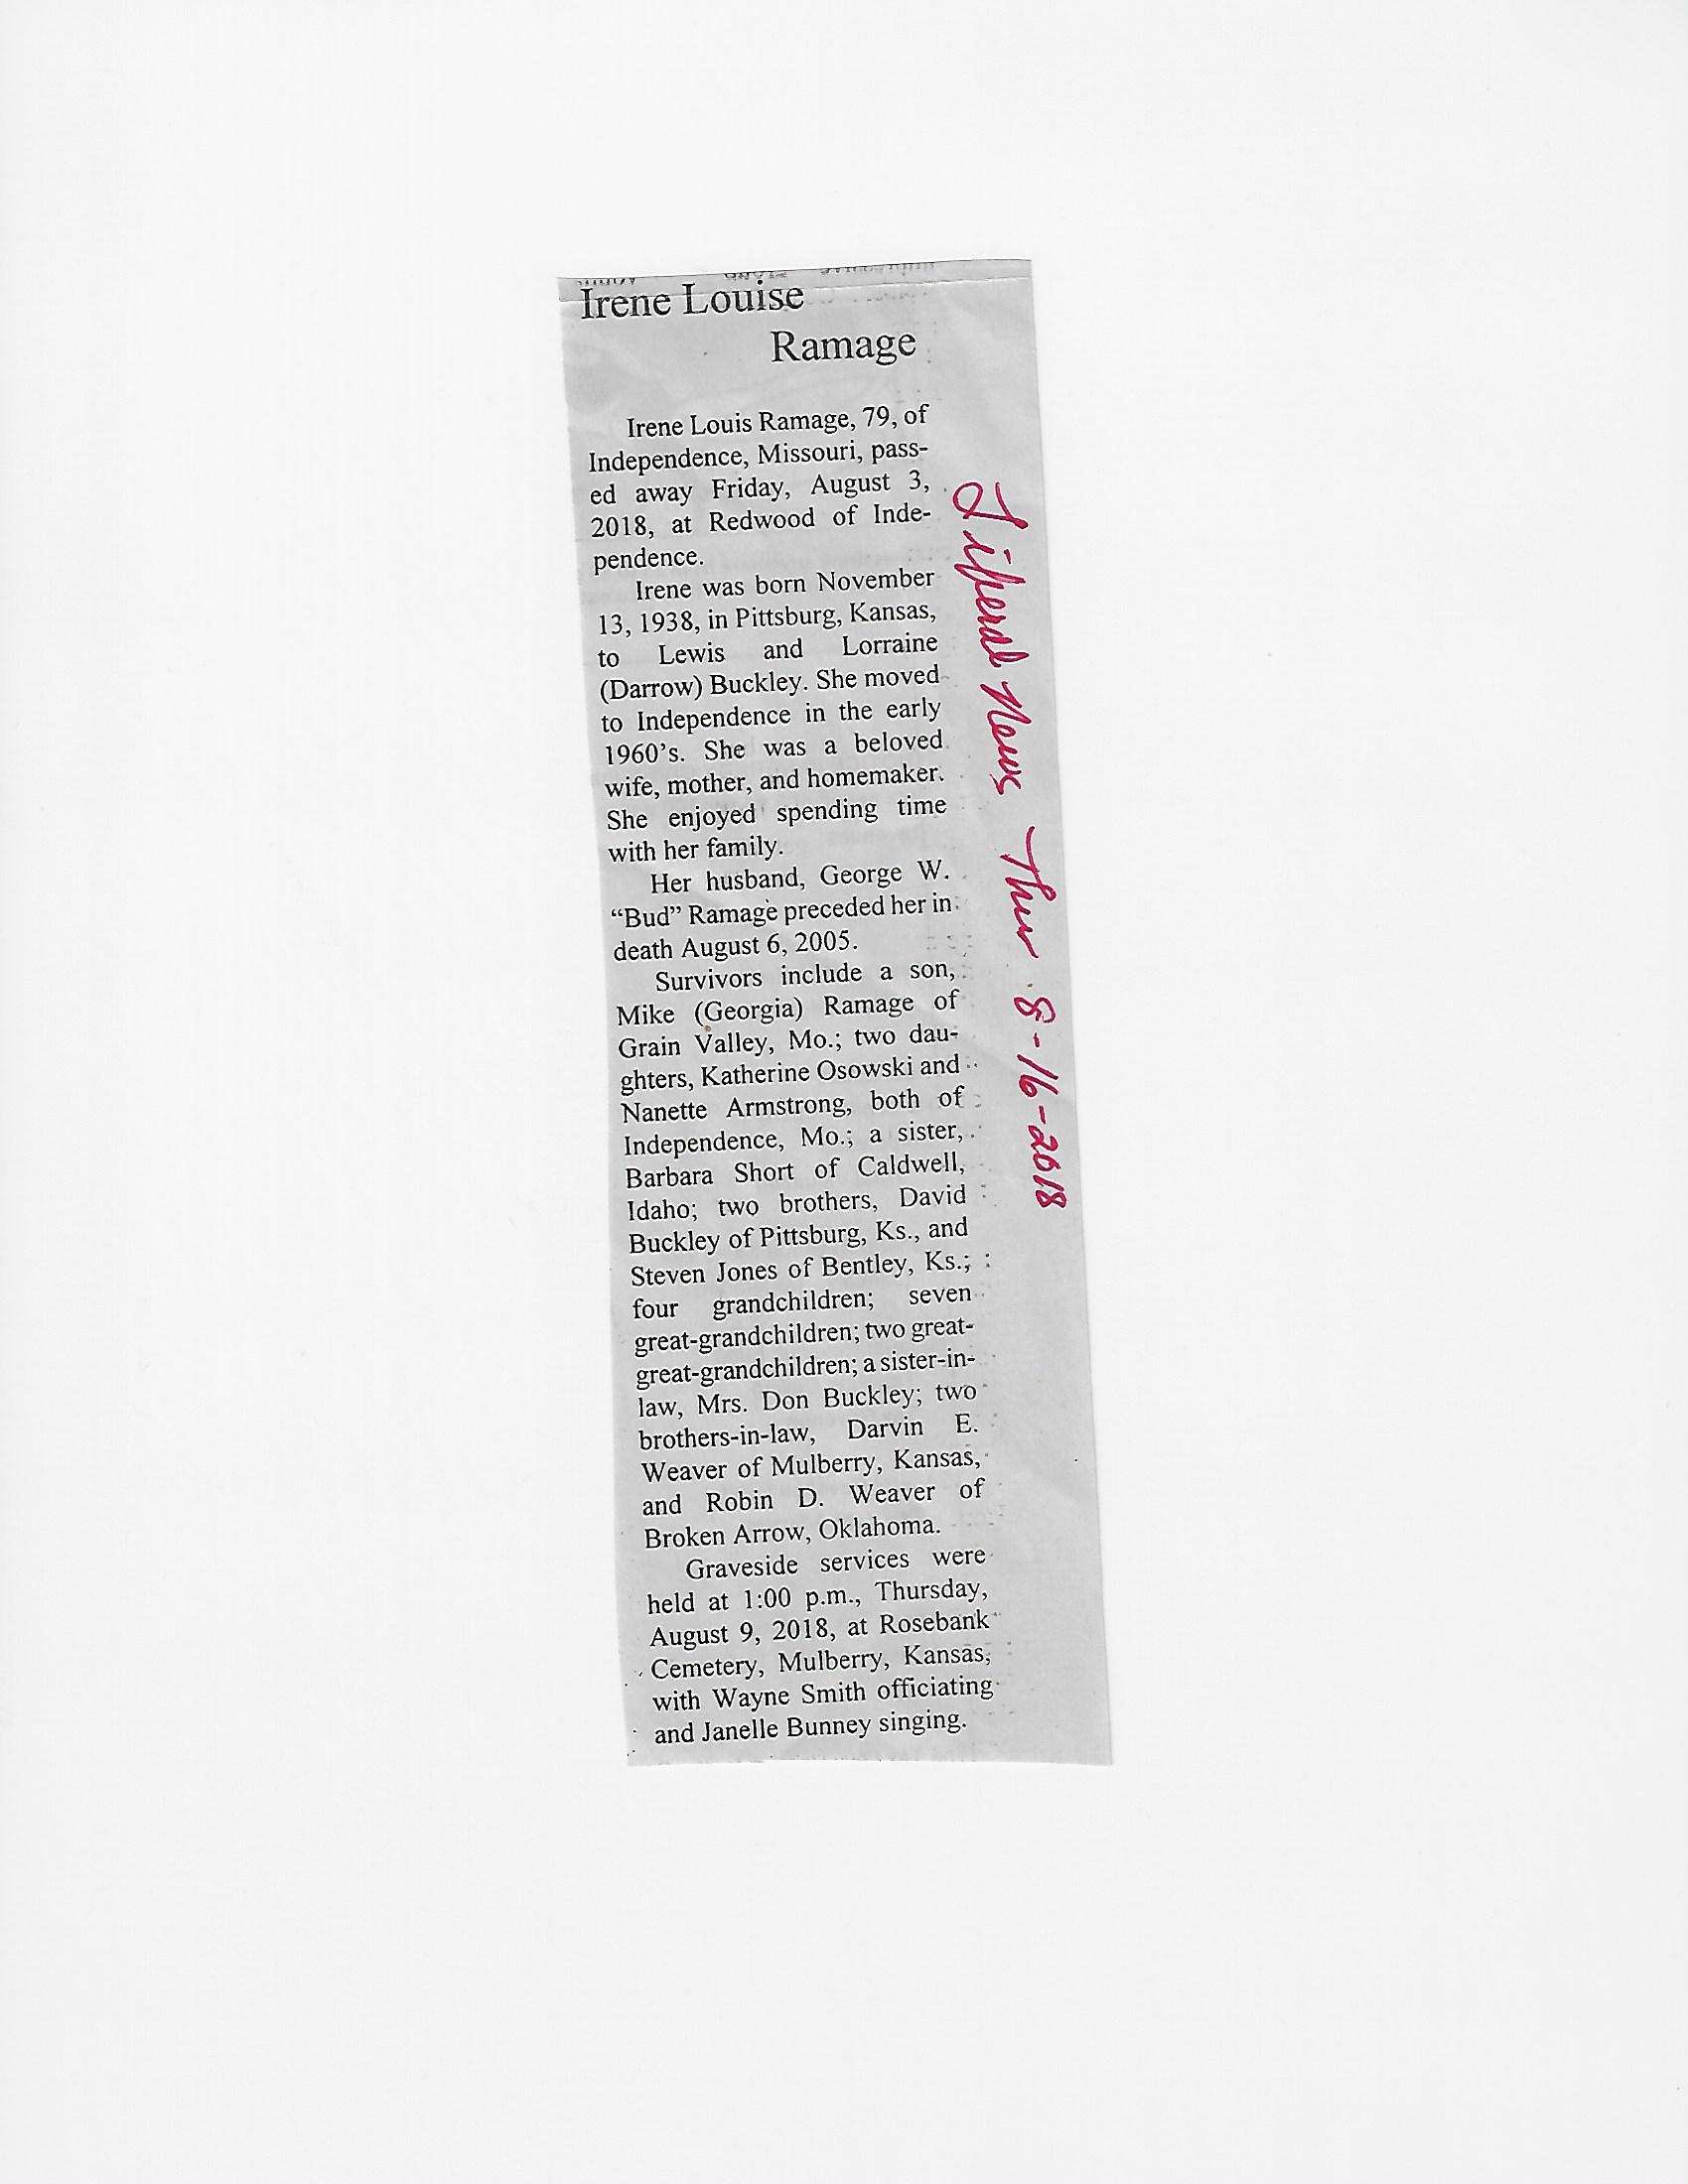 Irene Louise
Ramage
Irene Louis Ramage, 79, of
Independence, Missouri, pass-
ed away Friday, August 3,
2018, at Redwood of Inde-
pendence.
Irene was born November
13, 1938, in Pittsburg, Kansas,
to Lewis and Lorraine
(Darrow) Buckley. She moved
to Independence in the early
1960's. She was a beloved
wife, mother, and homemaker.
She enjoyed spending time
with her family.
Her husband, George W.
“Bud” Ramage preceded her in
death August 6, 2005.
Survivors include a son,
Mike (Georgia) Ramage of
Grain Valley, Mo.; two dau-
ghters, Katherine Osowski and
Nanette Armstrong, both of
Independence, Mo.; a sister,
Barbara Short of Caldwell,
Idaho; two brothers, David
Buckley of Pittsburg, Ks., and
Steven Jones of Bentley, Ks.;
four grandchildren; seven
great-grandchildren; two great-
great-grandchildren; a sister-in-
law, Mrs. Don Buckley; two
brothers-in-law, Darvin E.
Weaver of Mulberry, Kansas,
and Robin D. Weaver of
Broken Arrow, Oklahoma.
Graveside services were
held at 1:00 p.m., Thursday,
August 9, 2018, at Rosebank
Cemetery, Mulberry, Kansas,
with Wayne Smith officiating
and Janelle Bunney singing.
Liberal News Thur 8-16-2018